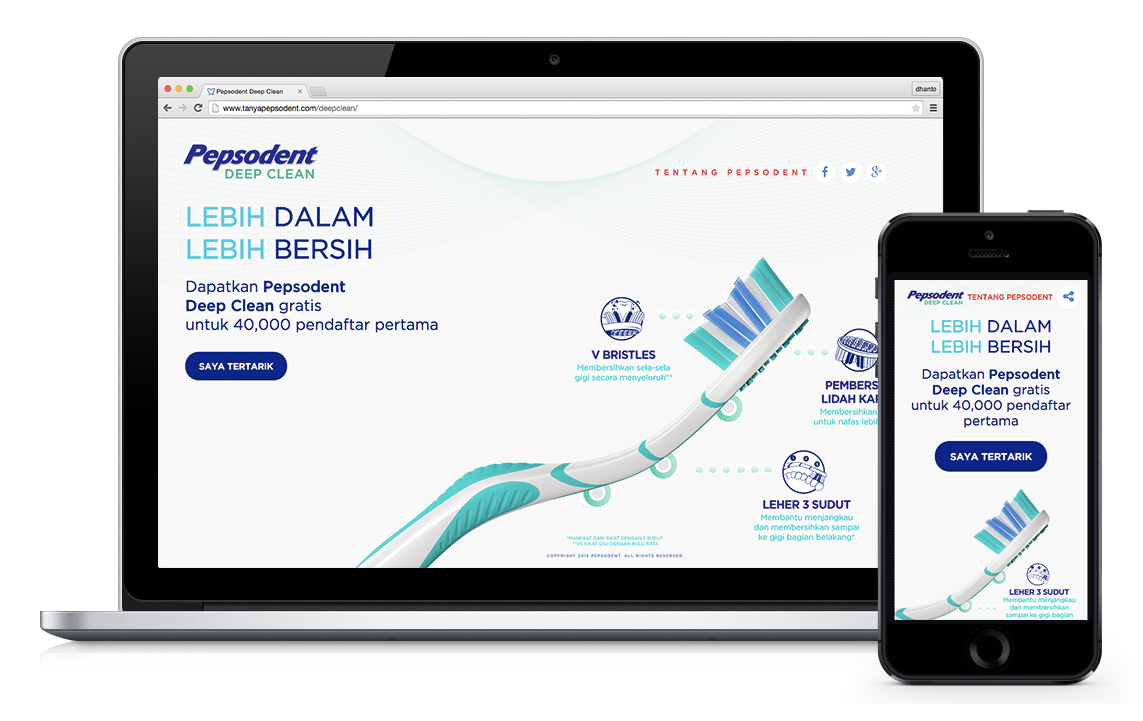 Pepsodent Deep Clean
dhanto
www.tanyapepsodent.com/deepclean/
Pepsodent
DEEP CLEAN
TENTANG PEPSODENT
LEBIH DALAM
LEBIH BERSIH
Dapatkan Pepsodent
Deep Clean gratis
untuk 40,000 pendaftar pertama
SAYA TERTARIK
V BRISTLES
Membersihkan sela-sela
gigi secara menyeluruh**
PEMBERS
LIDAH KAR
Membersihkan
untuk nafas lebih
LEHER 3 SUDUT
Membantu menjangkau
dan membersihkan sampai
ke gigi bagian belakang*
*MANFAAT DARI SIKAT DENGAN 3 SUDUT
**VS SIKAT GIGI DENGAN BULU RATA
COPYRIGHT 2015 PEPSODENT. ALL RIGHTS RESERVED.
Pepsodent
DEEP CLEAN
TENTANG PEPSODENT
LEBIH DALAM
LEBIH BERSIH
Dapatkan Pepsodent
Deep Clean gratis
untuk 40,000 pendaftar
pertama
SAYA TERTARIK
LEHER 3 SUDUT
Membantu menjangkau
dan membersihkan
sampai ke gigi bagian